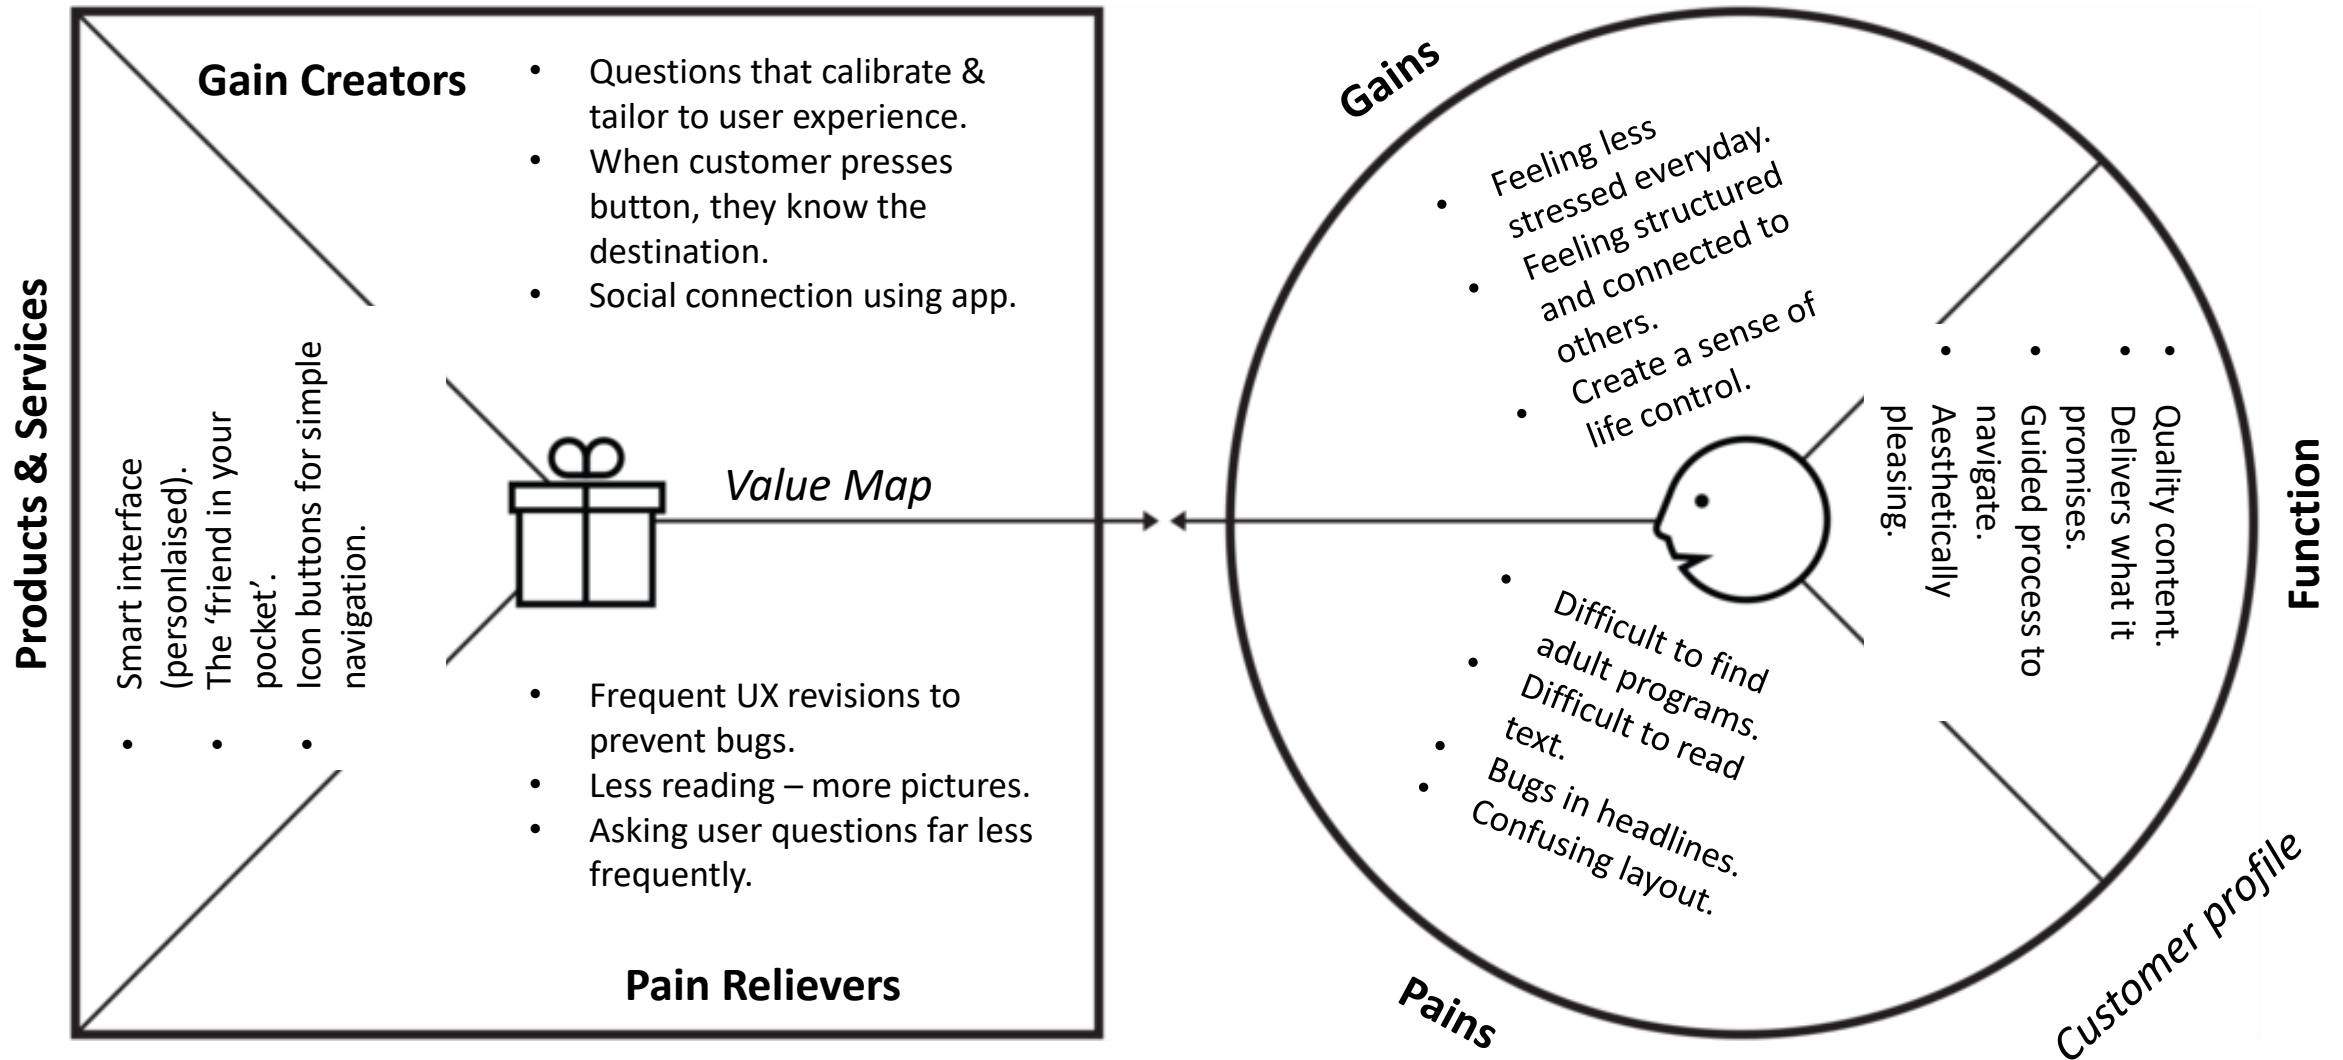 Gain Creators
• Questions that calibrate &
tailor to user experience.
• When customer presses
button, they know the
destination.
• Social connection using app.
Products & Services
• Smart interface
(personlaised).
• The ‘friend in your
pocket’.
• Icon buttons for simple
navigation.
Value Map
• Frequent UX revisions to
prevent bugs.
• Less reading – more pictures.
• Asking user questions far less
frequently.
Pain Relievers
Gains
• Feeling less
stressed everyday.
• Feeling structured
and connected to
others.
• Create a sense of
life control.
• Quality content.
• Delivers what it
promises.
• Guided process to
navigate.
• Aesthetically
pleasing.
Function
• Difficult to find
adult programs.
• Difficult to read
text.
• Bugs in headlines.
• Confusing layout.
Pains
Customer profile